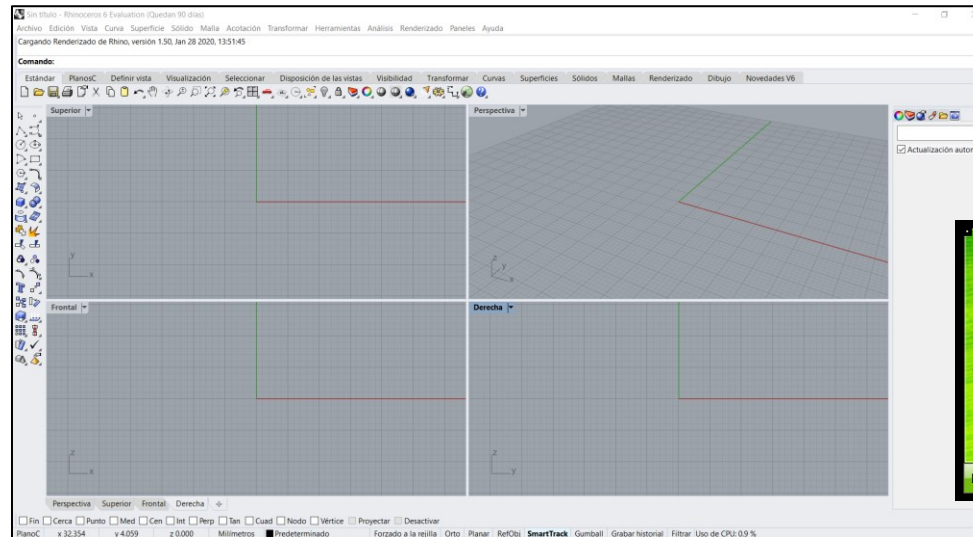 Sin título - Rhinoceros 6 Evaluation (Quedan 90 días)
Archivo Edición Vista Curva Superficie Sólido Malla Acotación Transformar Herramientas Análisis Renderizado Paneles Ayuda
Cargando Renderizado de Rhino, versión 1.50, Jan 28 2020, 13:51:45
Comando:
Estándar PlanosC Definir vista Visualización Seleccionar Disposición de las vistas Visibilidad Transformar Curvas Superficies Sólidos Mallas Renderizado Dibujo Novedades V6
Superior
Perspectiva
Actualización autor
y
x
z
y
x
Frontal
Derecha
z
x
z
y
Perspectiva Superior Frontal Derecha
Fin Cerca Punto Med Cen Int Perp Tan Cuad Nodo Vértice Proyectar Desactivar
PlanoC x 32.354 y 4.059 z 0.000 Milímetros Predeterminado Forzado a la rejilla Orto Planar RefObj SmartTrack Gumball Grabar historial Filtrar Uso de CPU: 0.9 %